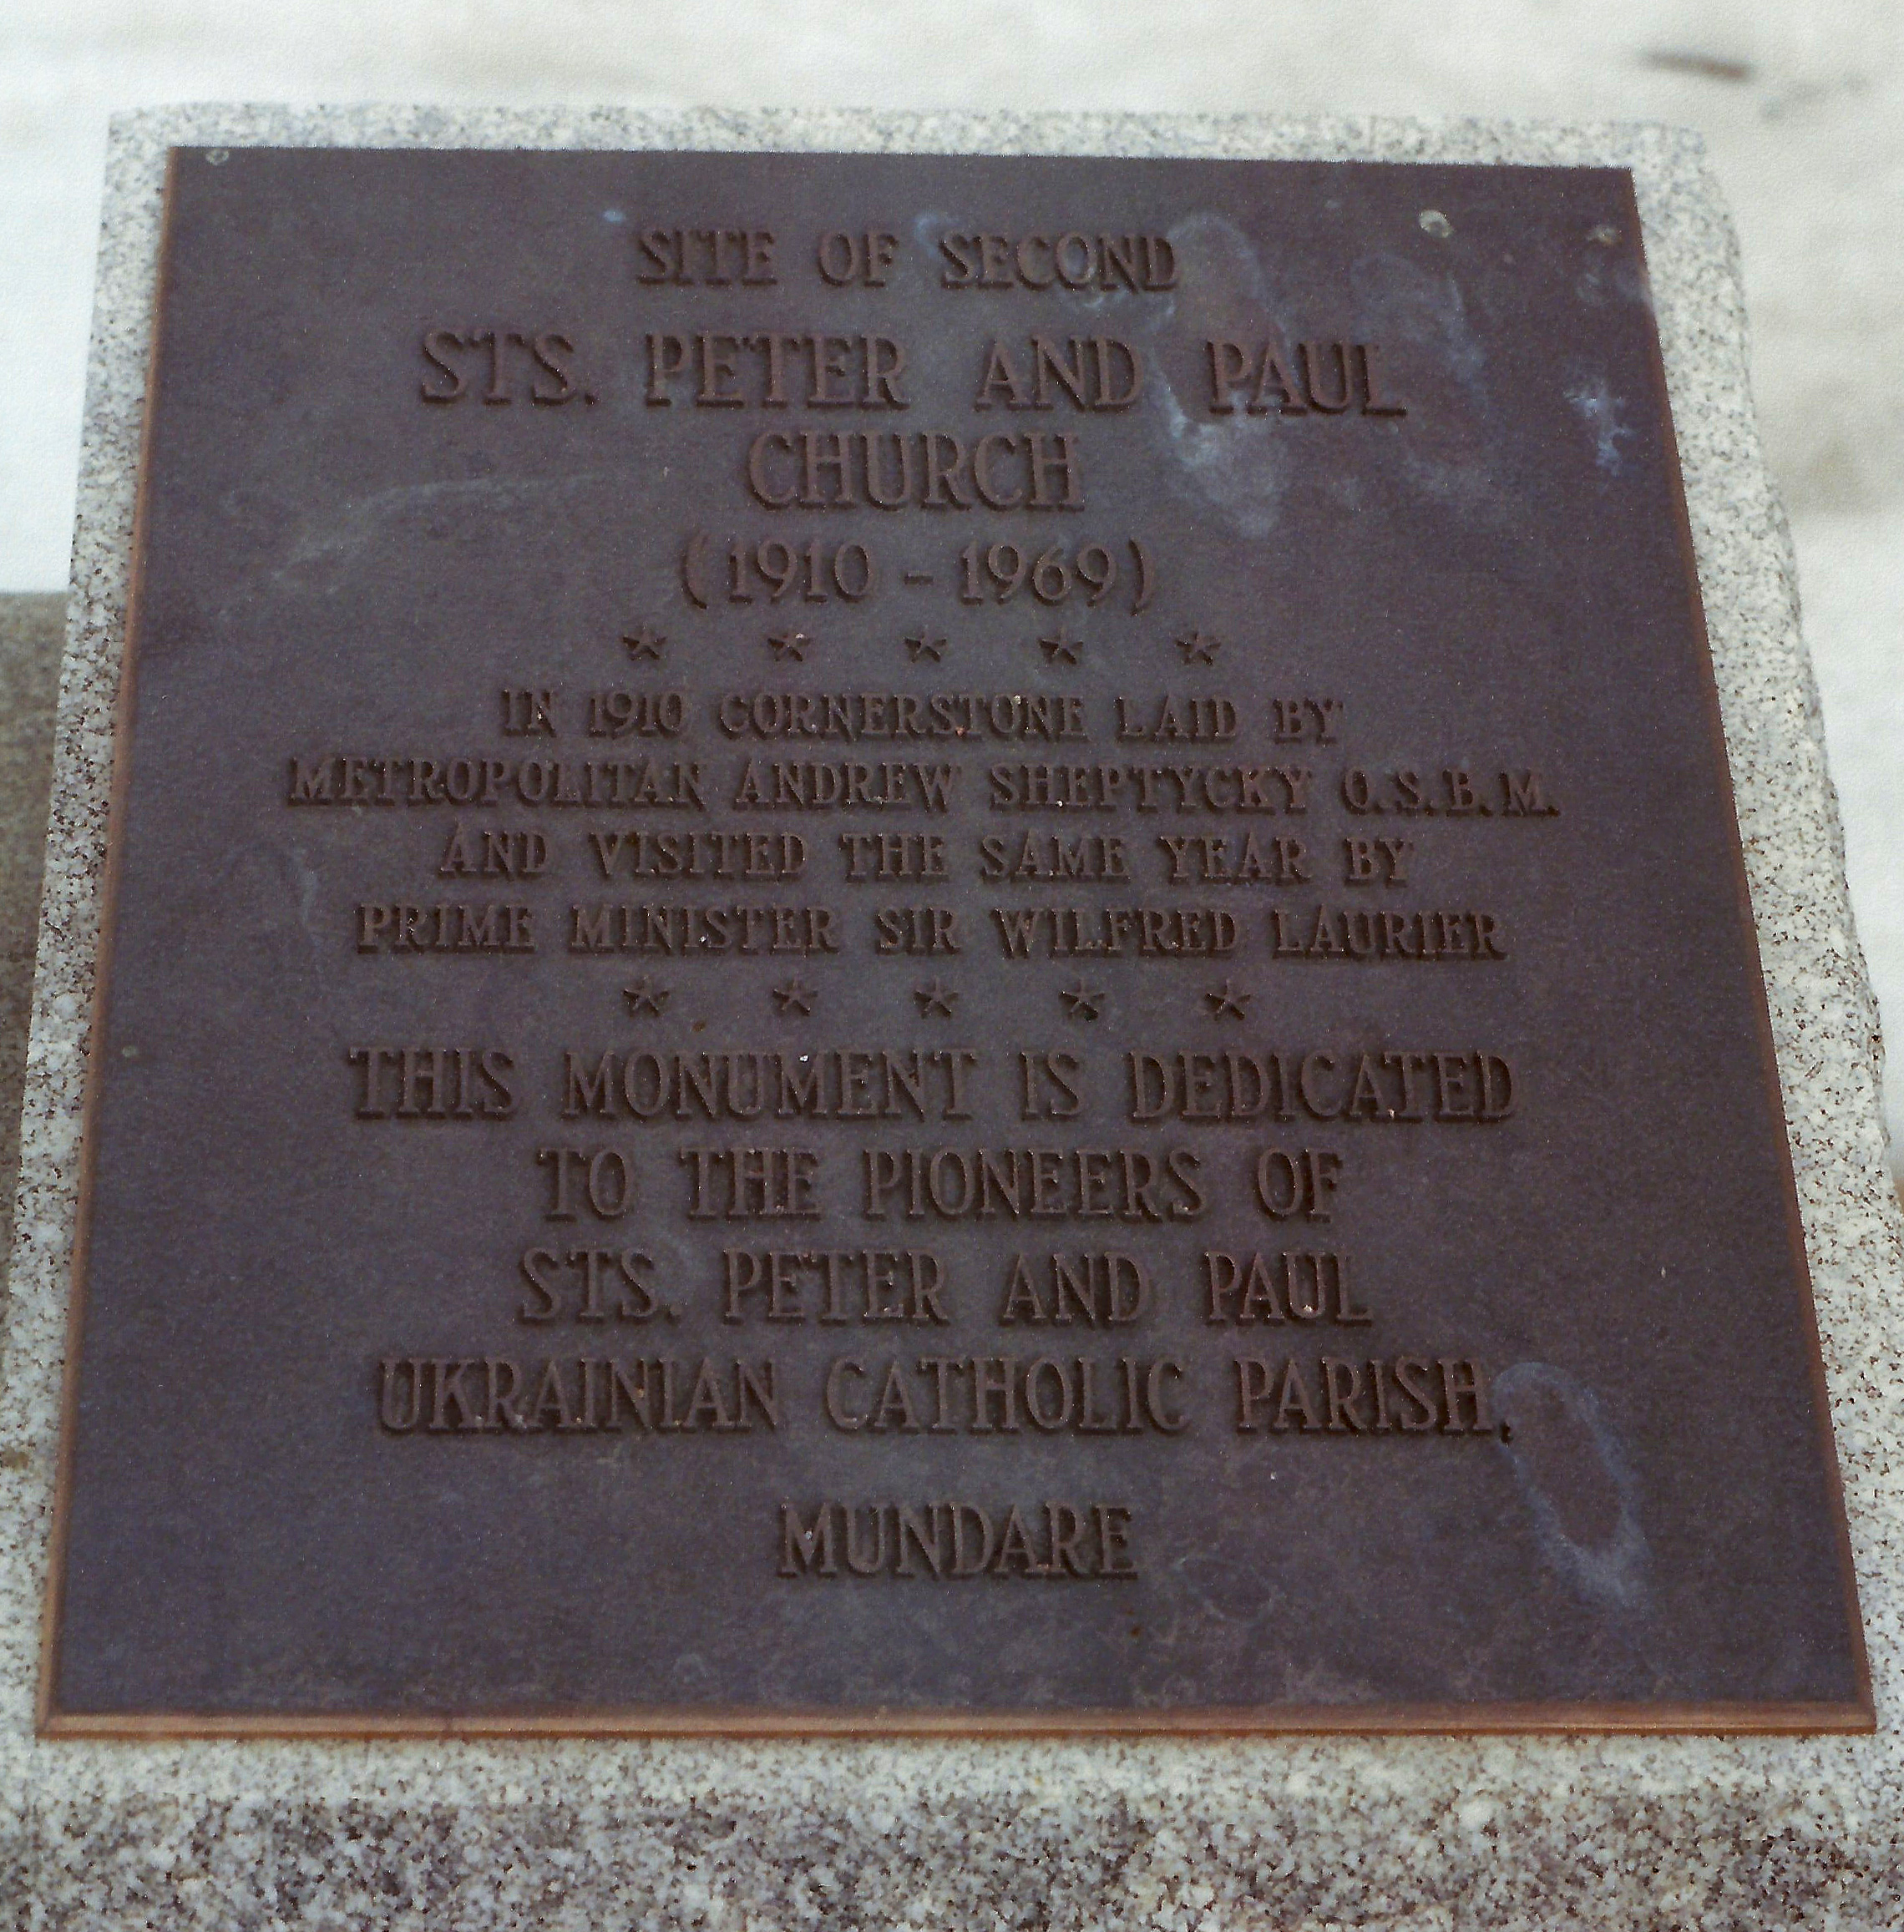 SITE OF SECOND
STS. PETER AND PAUL
CHURCH
(1910 - 1969)
IN 1910 CORNERSTONE LAID BY
METROPOLITAN ANDREW SHEPTYCKY O.S.B.M.
AND VISITED THE SAME YEAR BY
PRIME MINISTER SIR WILFRED LAURIER
THIS MONUMENT IS DEDICATED
TO THE PIONEERS OF
STS. PETER AND PAUL
UKRAINIAN CATHOLIC PARISH,
MUNDARE